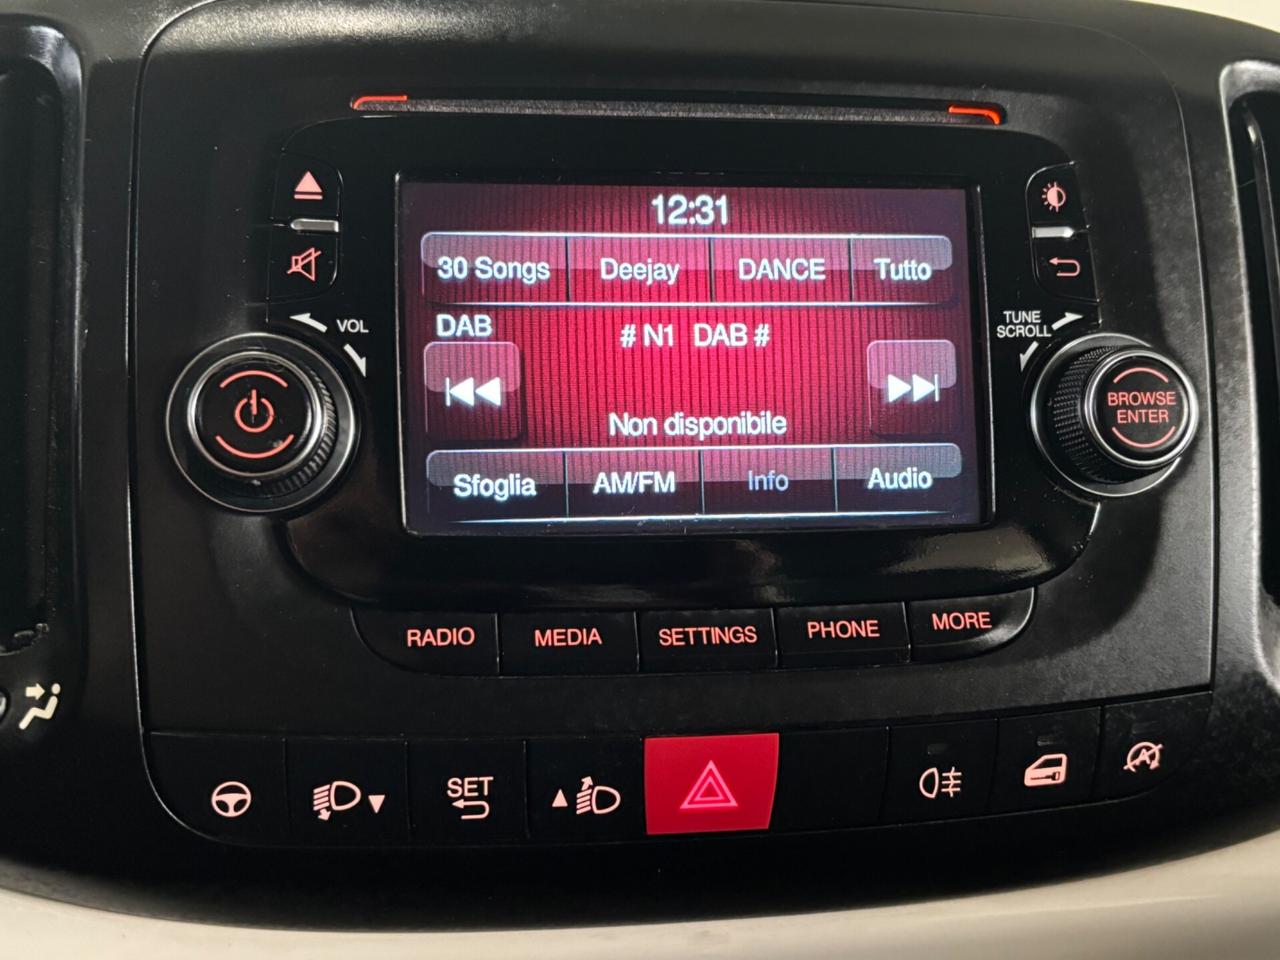 12:31
30 Songs Deejay DANCE Tutto
DAB
# N1 DAB #
Non disponibile
Sfoglia AM/FM Info Audio
VOL
TUNE
SCROLL
BROWSE
ENTER
RADIO MEDIA SETTINGS PHONE MORE
SET